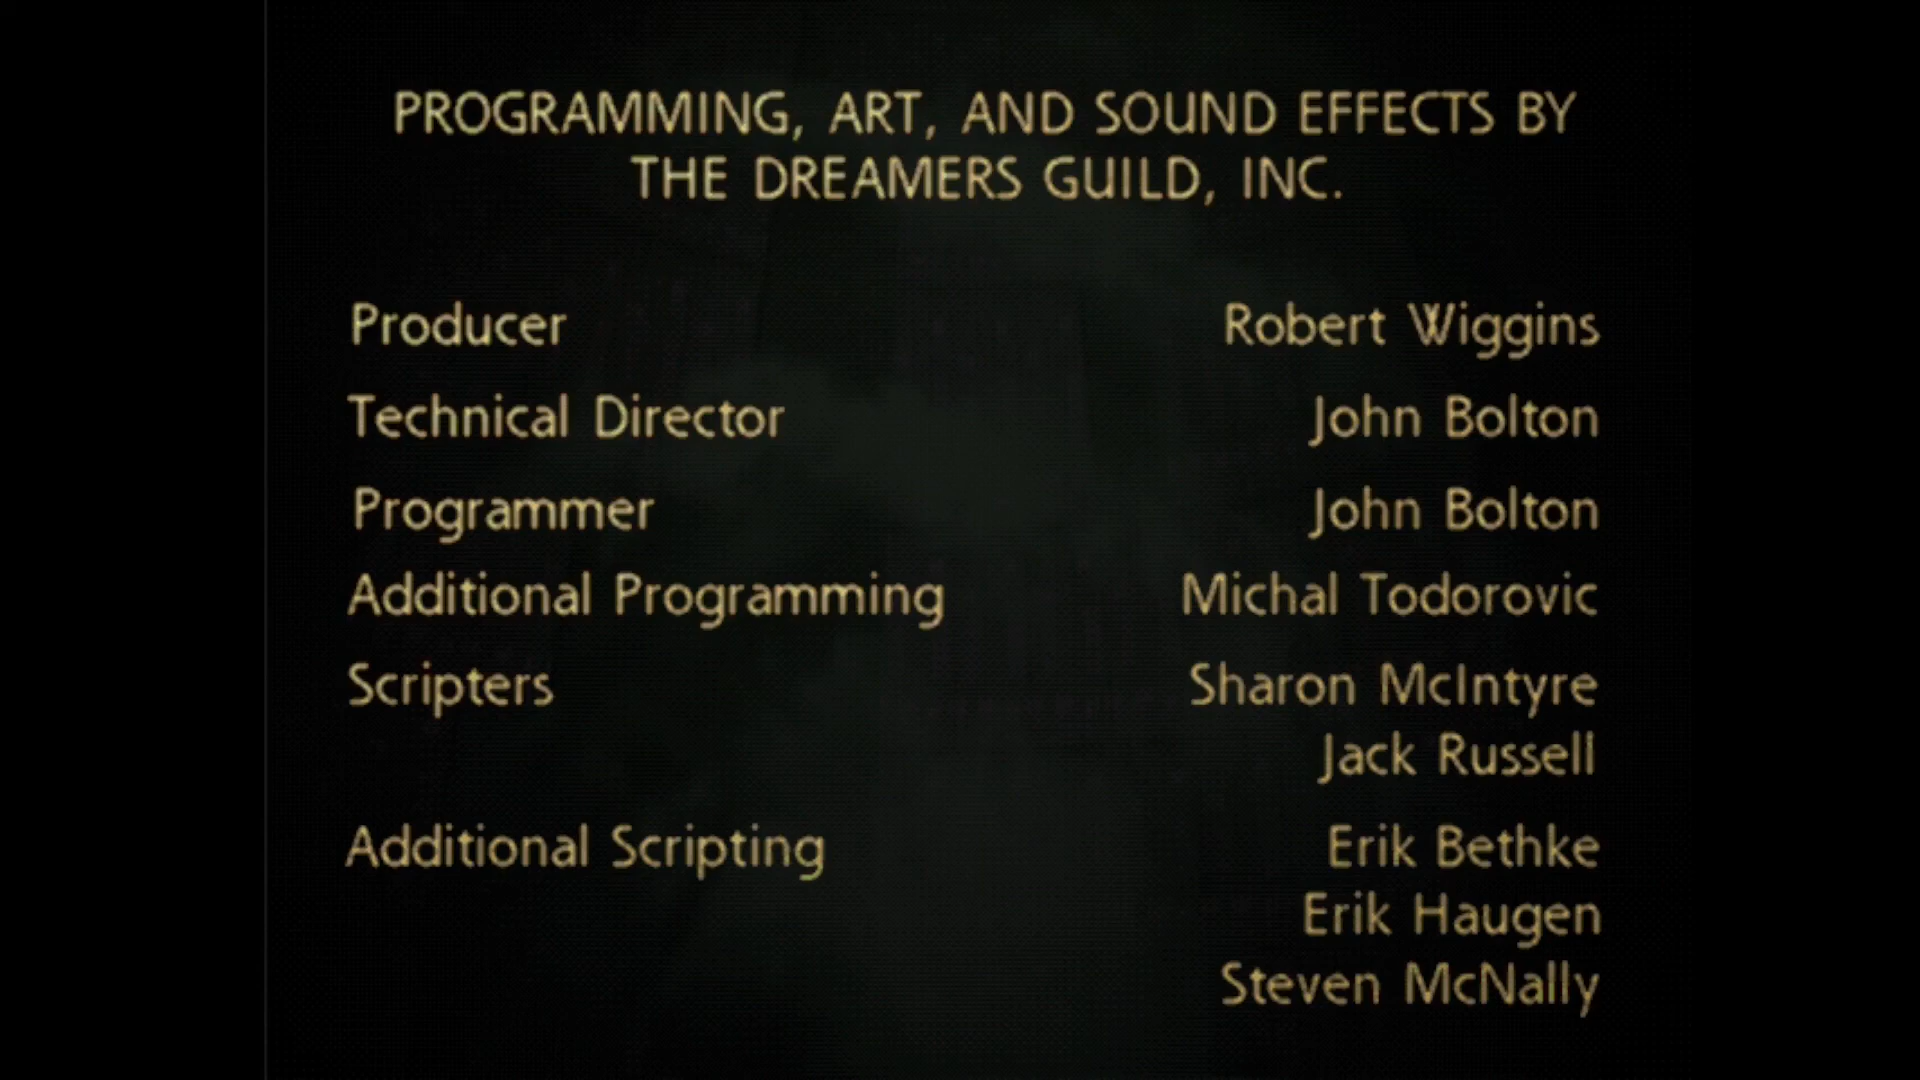 PROGRAMMING, ART, AND SOUND EFFECTS BY
THE DREAMERS GUILD, INC.
Producer Robert Wiggins
Technical Director John Bolton
Programmer John Bolton
Additional Programming Michal Todorovic
Scripters Sharon McIntyre
Jack Russell
Additional Scripting Erik Bethke
Erik Haugen
Steven McNally